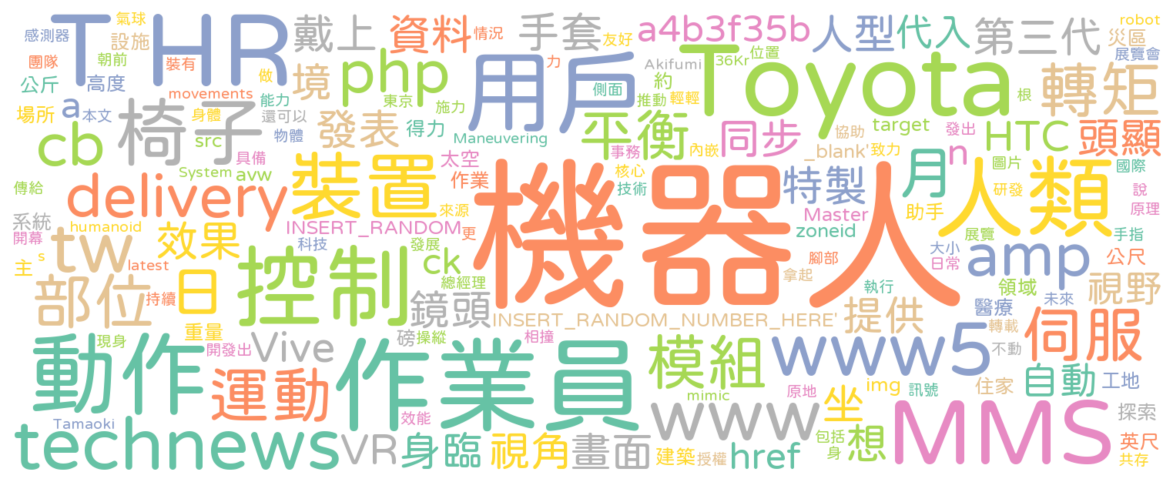 氣球 感測器 團隊 設施 戴上 資料 情況 手套 友好 a4b3f35b 人型 代入 第三代 robot 災區 展覽會
T HR 公斤 朝前 裝有 高度 境 php 用戶 力 側面 Akifumi 約 36Kr 位置 Toyota 根 轉矩
場所 a 本文 movements 身體 能力 還可以 東京 施力 推動 輕輕
cb 椅子 src 物體 發表 得力 Maneuvering 平衡 事務 內嵌 同步 協助 target 發出 n HTC 頭顯
傳給 delivery System 具備 avw 裝置 太空 作業 核心 技術 _blank' 致力 特製 月 圖片 研發 人類 國際 說 原理
系統 開幕 humanoid 效果 INSERT_RANDOM 來源 更 機器人 Master zoneid 助手 展覽 手指
主 s tw latest 日 科技 控制 發展 ck 總經理 拿起 腳部 amp 大小 日常 領域 公尺 視野
部位 持續 重量 鏡頭 INSERT_RANDOM_NUMBER_HERE' 提供 執行 醫療 未來 轉載 伺服
現身 開發出 Vive 磅 操縱 相撞 www5 不動
動作 運動 作業員 模組 原地 img 訊號 住家 自動 工地
Tamaoki 效能 mimic www 坐 MMS 探索
technews VR 身臨 視角 畫面 建築 授權 href 包括 身 想 英尺 共存